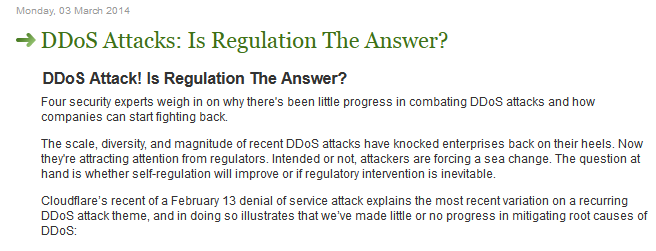 Monday, 03 March 2014
DDoS Attacks: Is Regulation The Answer?
DDoS Attack! Is Regulation The Answer?
Four security experts weigh in on why there's been little progress in combating DDoS attacks and how
companies can start fighting back.
The scale, diversity, and magnitude of recent DDoS attacks have knocked enterprises back on their heels. Now
they're attracting attention from regulators. Intended or not, attackers are forcing a sea change. The question at
hand is whether self-regulation will improve or if regulatory intervention is inevitable.
Cloudflare's recent of a February 13 denial of service attack explains the most recent variation on a recurring
DDoS attack theme, and in doing so illustrates that we've made little or no progress in mitigating root causes of
DDoS: